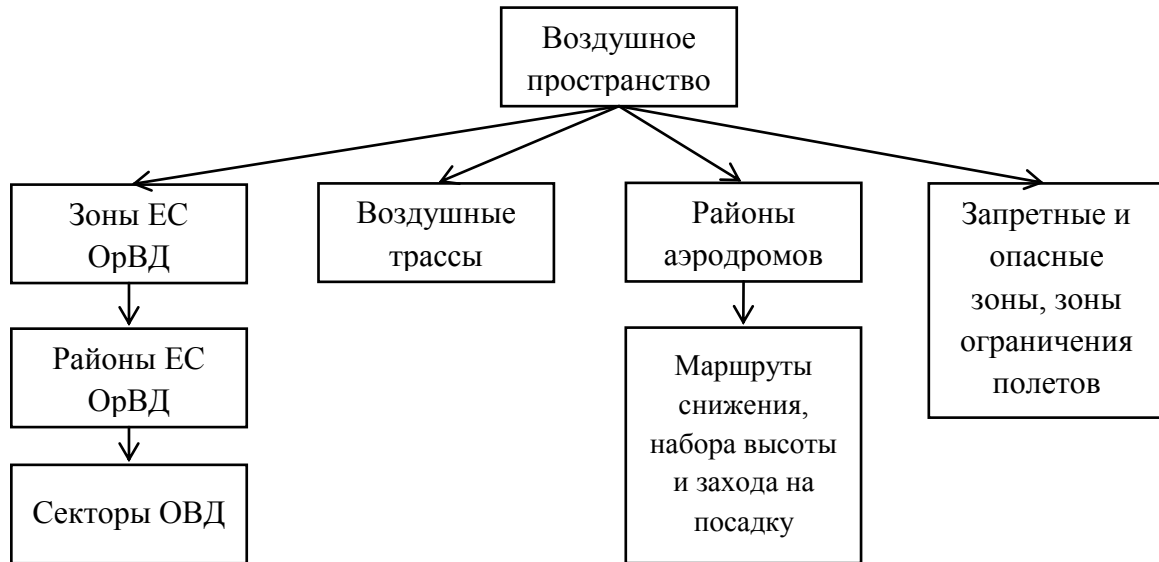 Воздушное
пространство
Зоны ЕС
ОрВД
Воздушные
трассы
Районы
аэродромов
Запретные и
опасные
зоны, зоны
ограничения
полетов
Районы ЕС
ОрВД
Маршруты
снижения,
набора высоты
и захода на
посадку
Секторы ОВД